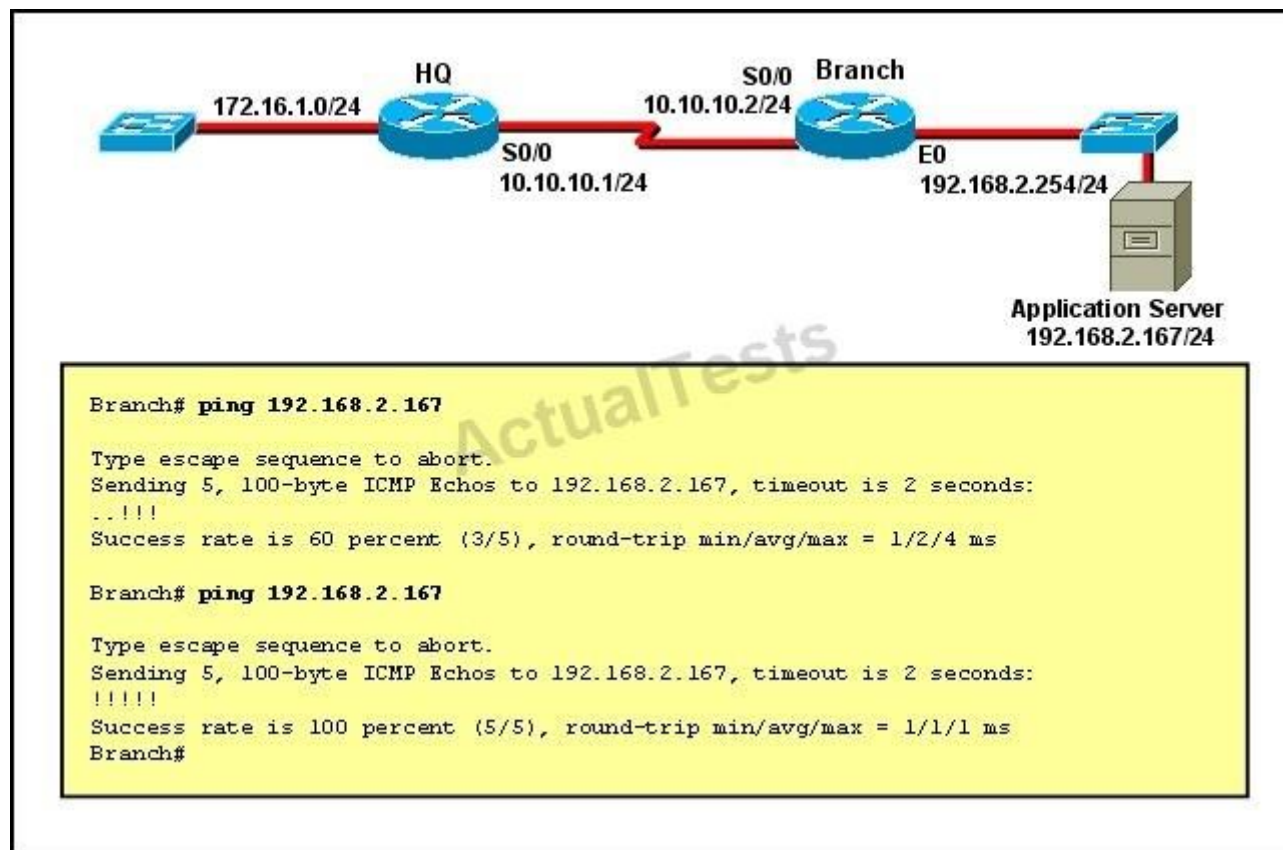 HQ
S0/0 Branch
172.16.1.0/24
10.10.10.2/24
S0/0
10.10.10.1/24
E0
192.168.2.254/24
Application Server
192.168.2.167/24
ActualTests
Branch# ping 192.168.2.167
Type escape sequence to abort.
Sending 5, 100-byte ICMP Echos to 192.168.2.167, timeout is 2 seconds:
..!!!
Success rate is 60 percent (3/5), round-trip min/avg/max = 1/2/4 ms
Branch# ping 192.168.2.167
Type escape sequence to abort.
Sending 5, 100-byte ICMP Echos to 192.168.2.167, timeout is 2 seconds:
!!!!!
Success rate is 100 percent (5/5), round-trip min/avg/max = 1/1/1 ms
Branch#